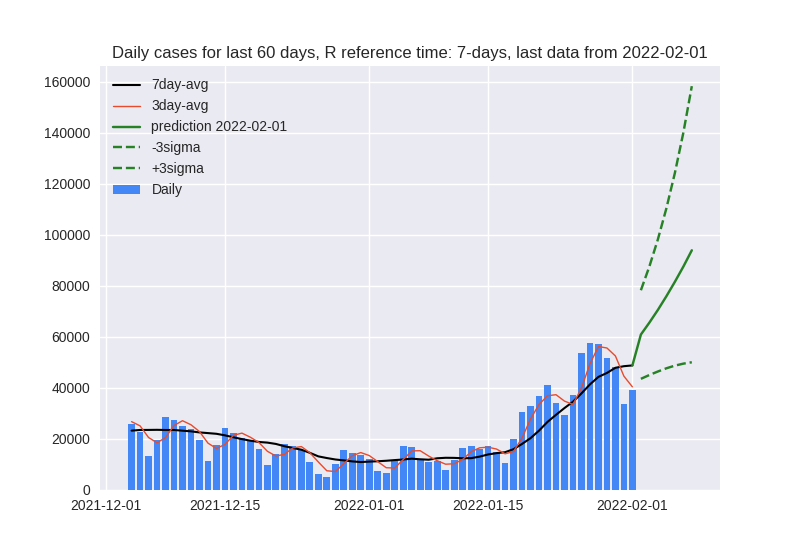 Daily cases for last 60 days, R reference time: 7-days, last data from 2022-02-01
160000
140000
120000
100000
80000
60000
40000
20000
0
7day-avg
3day-avg
prediction 2022-02-01
-3sigma
+3sigma
Daily
2021-12-01 2021-12-15 2022-01-01 2022-01-15 2022-02-01